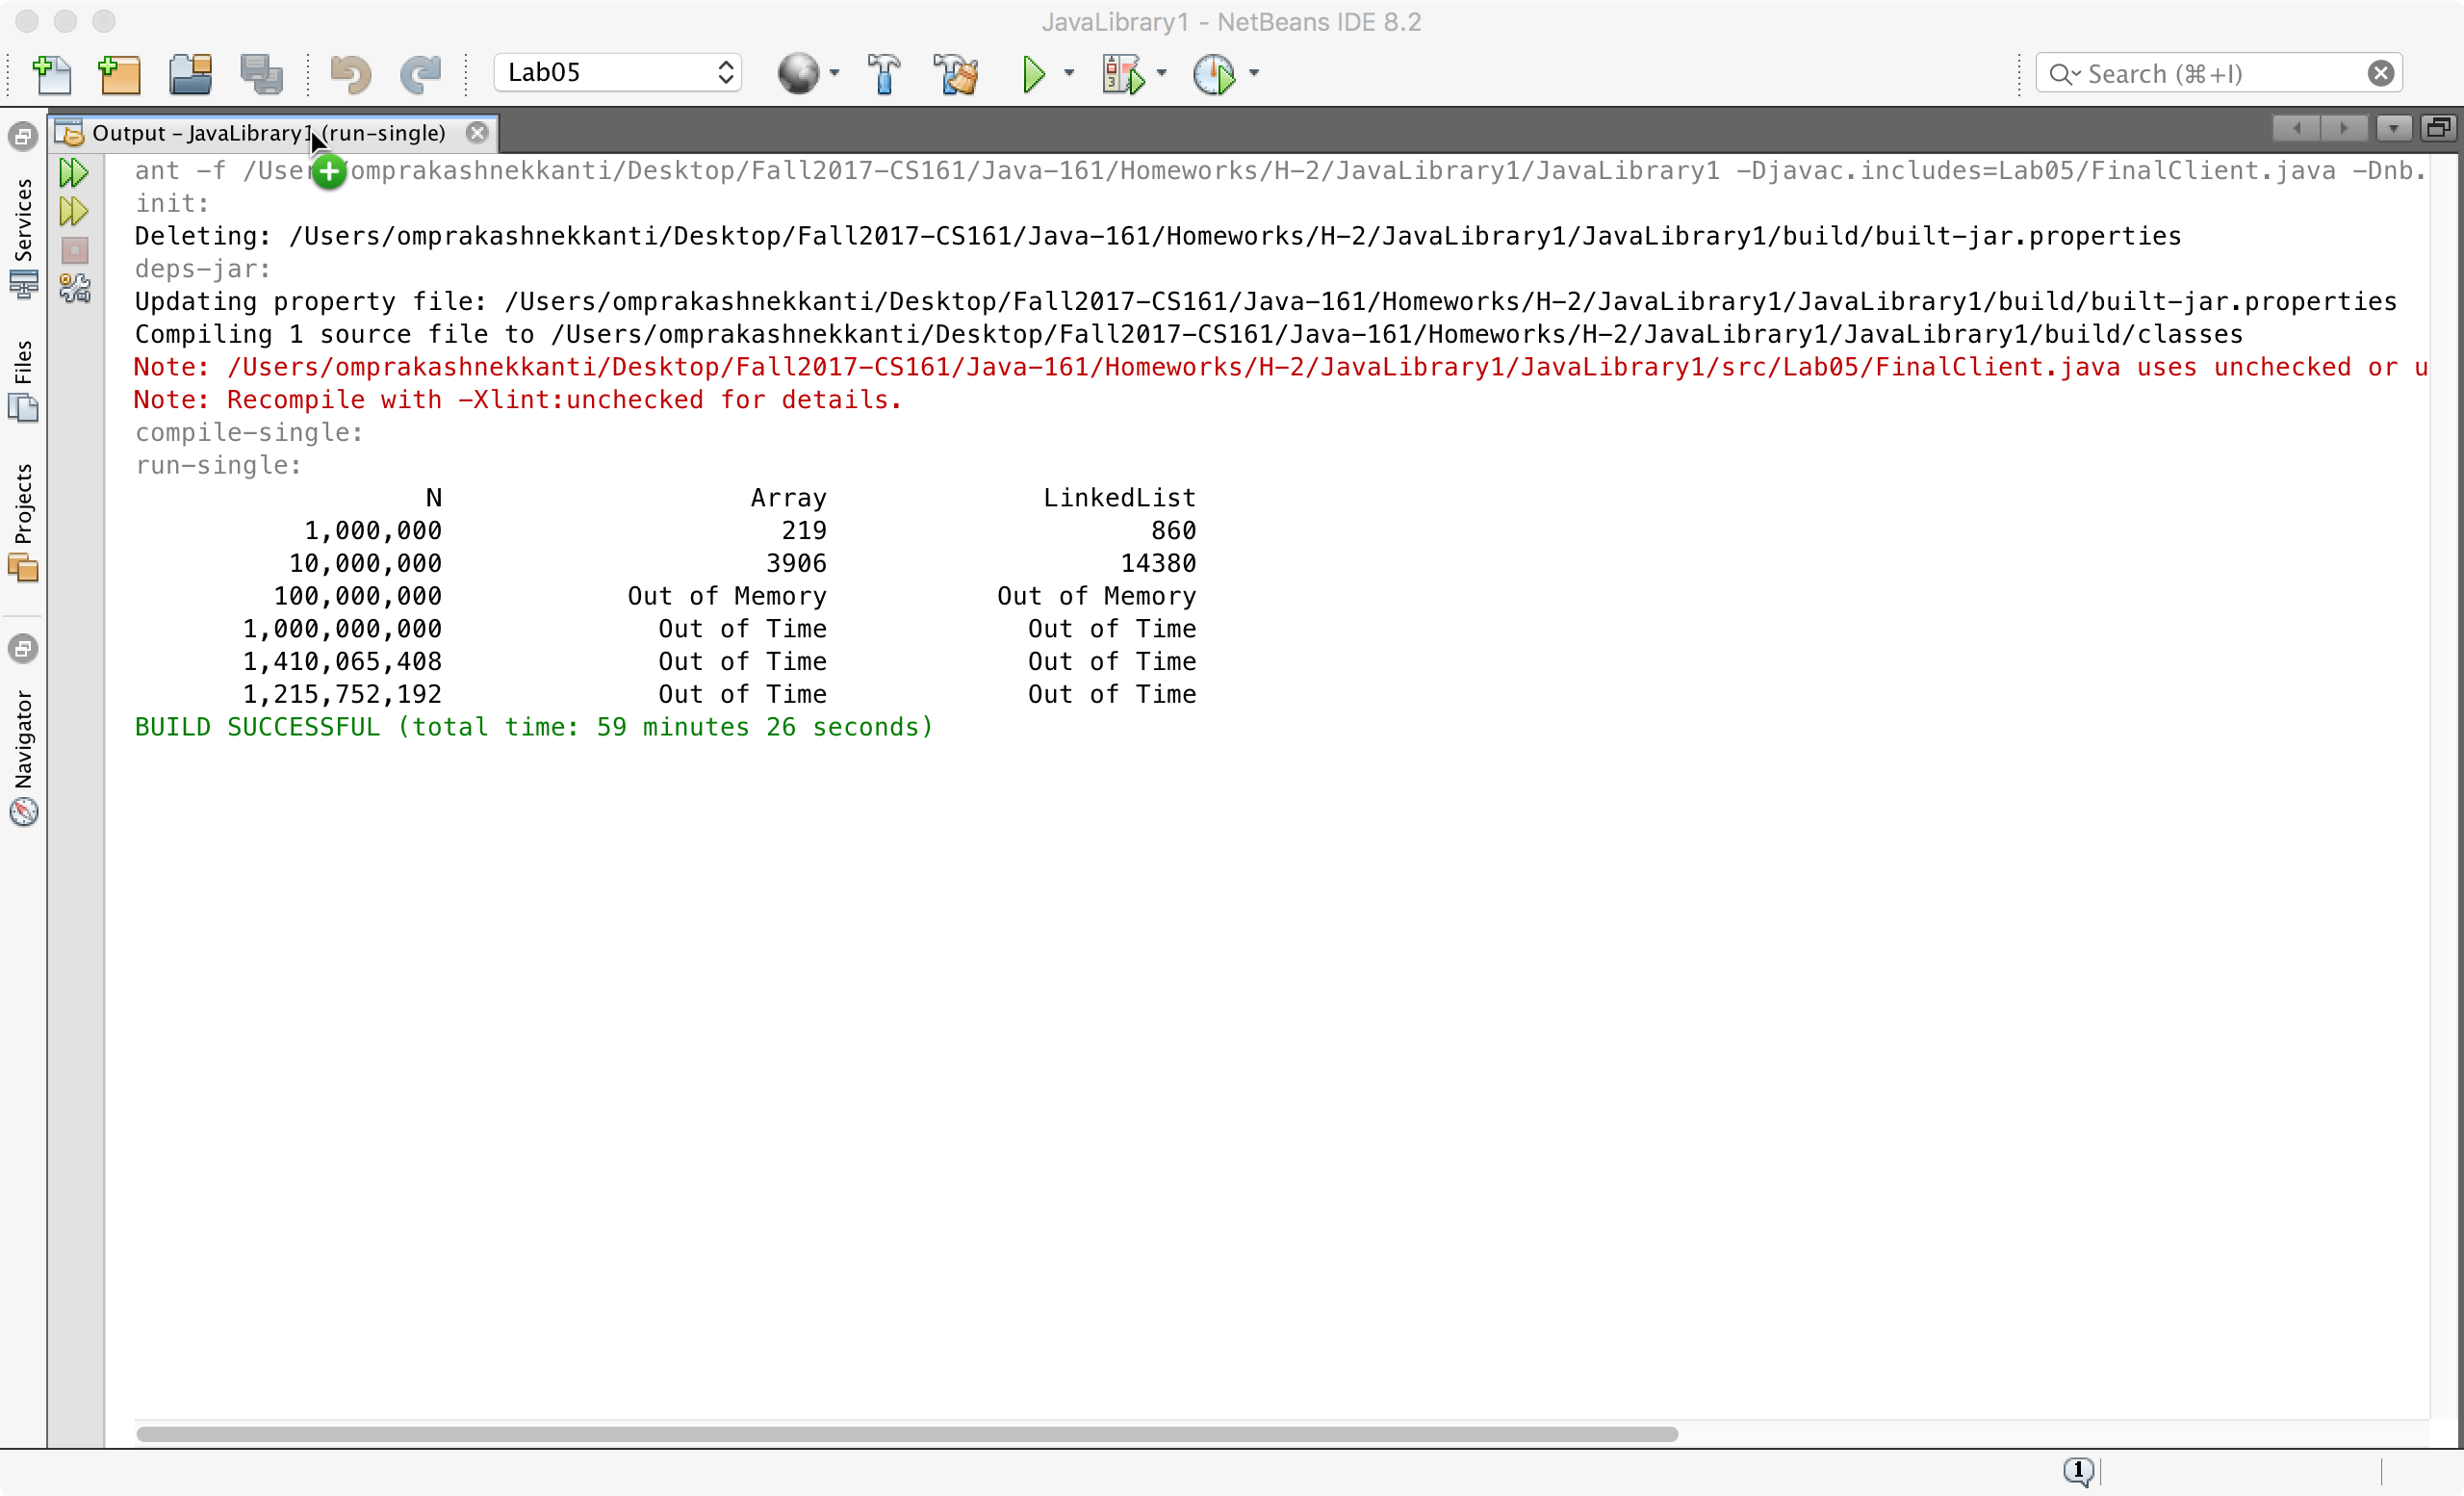 JavaLibrary1 - NetBeans IDE 8.2
Lab05
Search (⌘+I)
Output - JavaLibrary1 (run-single)
Services
Files
Projects
Navigator
ant -f /User omprakashnekkanti/Desktop/Fall2017-CS161/Java-161/Homeworks/H-2/JavaLibrary1/JavaLibrary1 -Djavac.includes=Lab05/FinalClient.java -Dnb.
init:
Deleting: /Users/omprakashnekkanti/Desktop/Fall2017-CS161/Java-161/Homeworks/H-2/JavaLibrary1/JavaLibrary1/build/built-jar.properties
deps-jar:
Updating property file: /Users/omprakashnekkanti/Desktop/Fall2017-CS161/Java-161/Homeworks/H-2/JavaLibrary1/JavaLibrary1/build/built-jar.properties
Compiling 1 source file to /Users/omprakashnekkanti/Desktop/Fall2017-CS161/Java-161/Homeworks/H-2/JavaLibrary1/JavaLibrary1/build/classes
Note: /Users/omprakashnekkanti/Desktop/Fall2017-CS161/Java-161/Homeworks/H-2/JavaLibrary1/JavaLibrary1/src/Lab05/FinalClient.java uses unchecked or u
Note: Recompile with -Xlint:unchecked for details.
compile-single:
run-single:
N Array LinkedList
1,000,000 219 860
10,000,000 3906 14380
100,000,000 Out of Memory Out of Memory
1,000,000,000 Out of Time Out of Time
1,410,065,408 Out of Time Out of Time
1,215,752,192 Out of Time Out of Time
BUILD SUCCESSFUL (total time: 59 minutes 26 seconds)
1